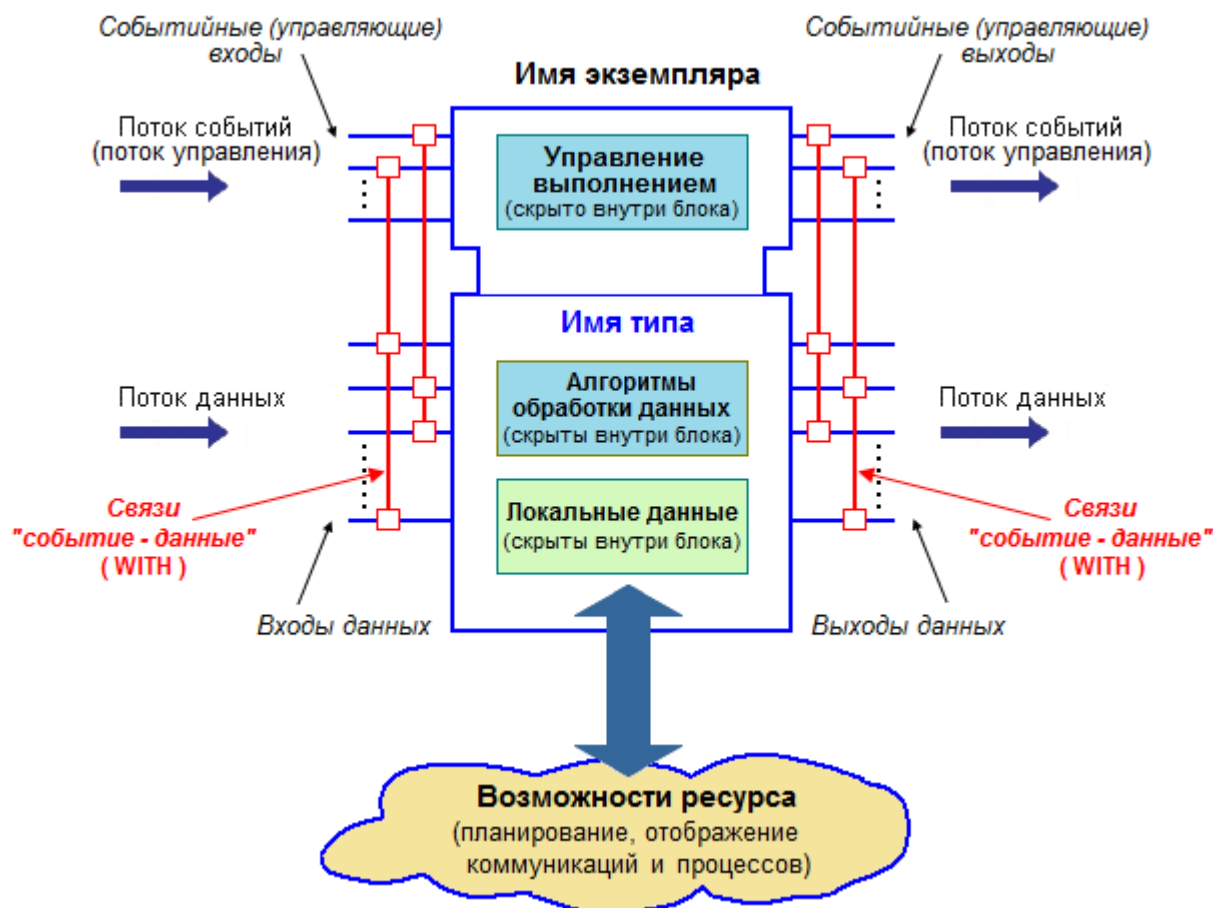 Событийные (управляющие)
входы
Событийные (управляющие)
выходы
Имя экземпляра
Поток событий
(поток управления)
Поток событий
(поток управления)
Управление
выполнением
(скрыто внутри блока)
Имя типа
Поток данных
Поток данных
Алгоритмы
обработки данных
(скрыты внутри блока)
Локальные данные
(скрыты внутри блока)
Связи
"событие - данные"
( WITH )
Связи
"событие - данные"
( WITH )
Входы данных
Выходы данных
Возможности ресурса
(планирование, отображение
коммуникаций и процессов)